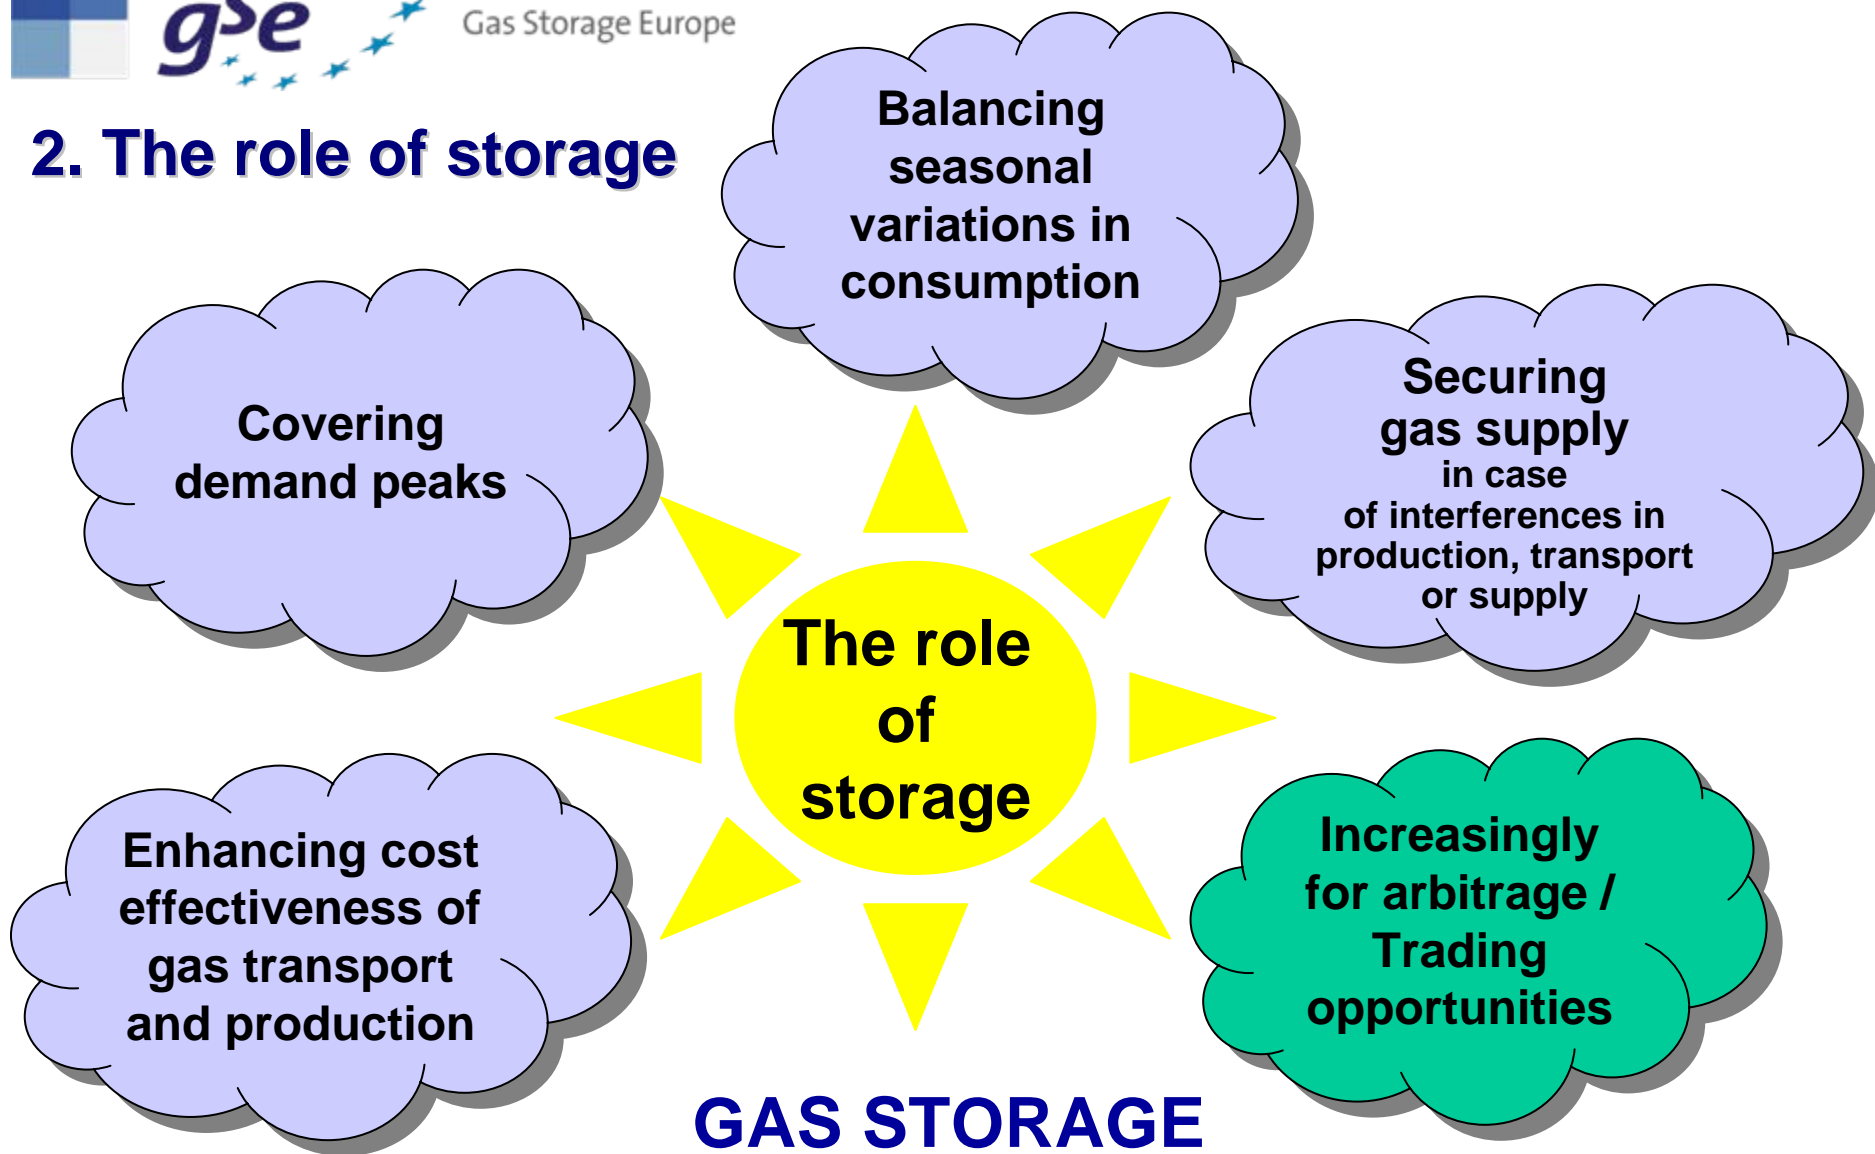 gse
Gas Storage Europe
2. The role of storage
Balancing
seasonal
variations in
consumption
Covering
demand peaks
Securing
gas supply
in case
of interferences in
production, transport
or supply
The role
of
storage
Enhancing cost
effectiveness of
gas transport
and production
Increasingly
for arbitrage /
Trading
opportunities
GAS STORAGE